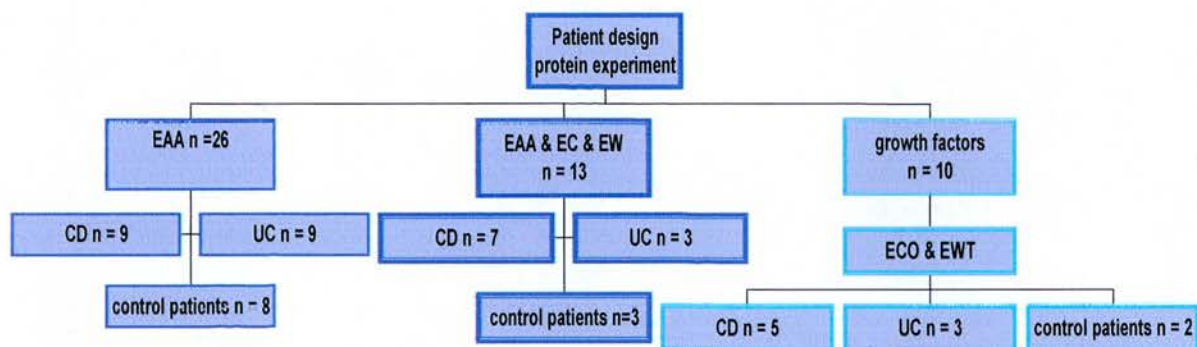 Patient design
protein experiment
EAA n =26
EAA & EC & EW
n = 13
growth factors
n = 10
CD n = 9
UC n = 9
CD n = 7
UC n = 3
ECO & EWT
control patients n = 8
control patients n=3
CD n = 5
UC n = 3
control patients n = 2